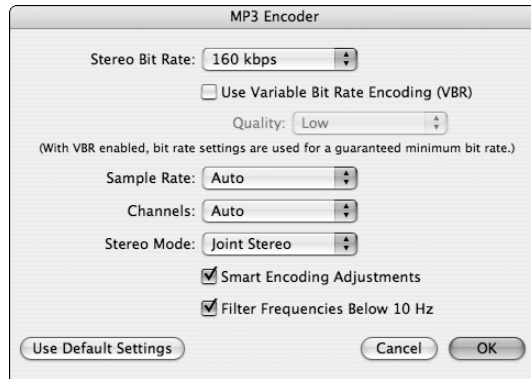 MP3 Encoder
Stereo Bit Rate: 160 kbps
Use Variable Bit Rate Encoding (VBR)
Quality: Low
(With VBR enabled, bit rate settings are used for a guaranteed minimum bit rate.)
Sample Rate: Auto
Channels: Auto
Stereo Mode: Joint Stereo
Smart Encoding Adjustments
Filter Frequencies Below 10 Hz
Use Default Settings Cancel OK